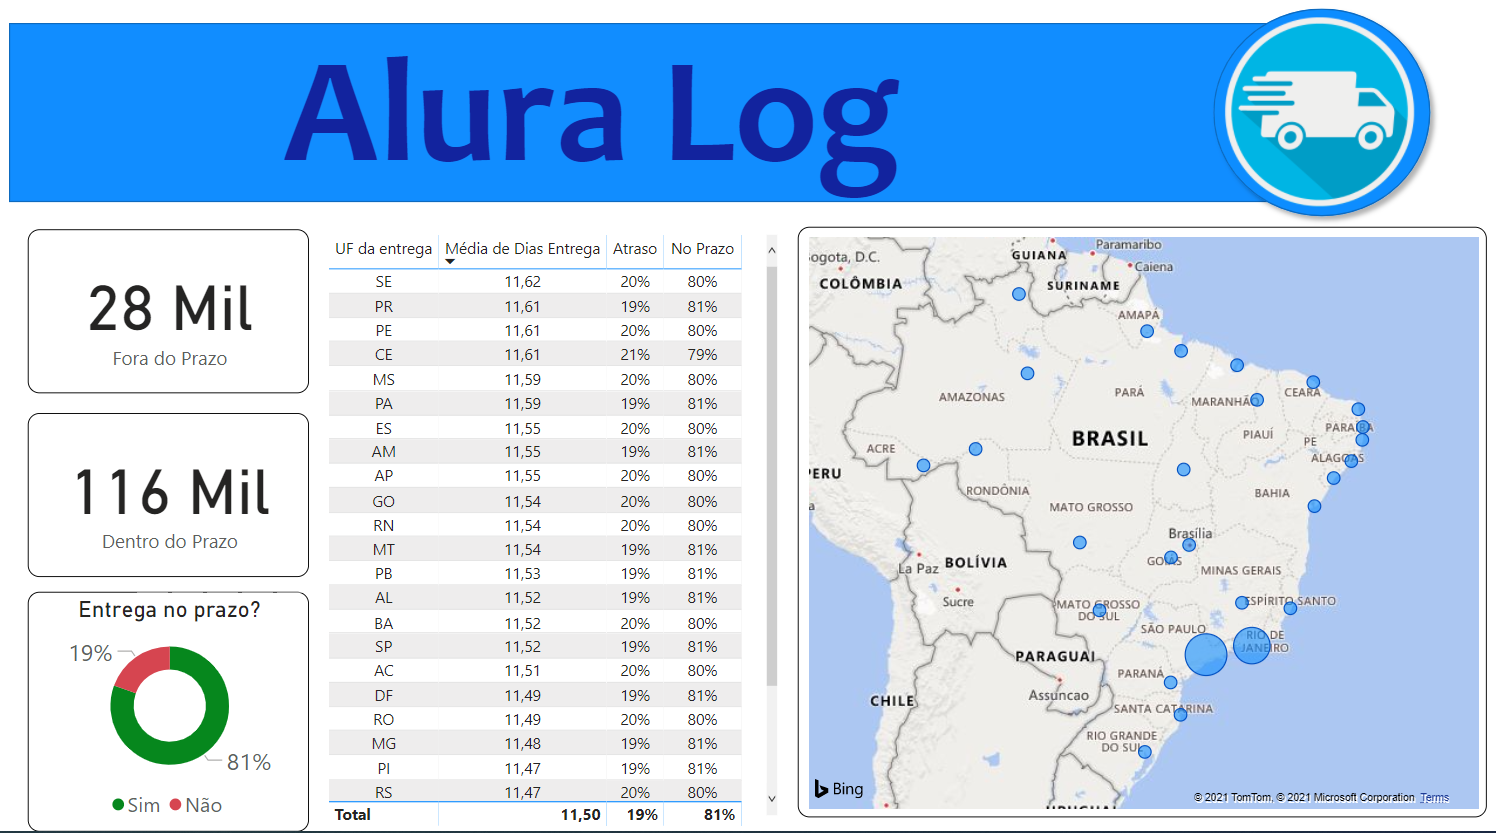 Alura Log
28 Mil
Fora do Prazo
116 Mil
Dentro do Prazo
Entrega no prazo?
19%
81%
Sim Não
UF da entrega Média de Dias Entrega Atraso No Prazo
SE 11,62 20% 80%
PR 11,61 19% 81%
PE 11,61 20% 80%
CE 11,61 21% 79%
MS 11,59 20% 80%
PA 11,59 19% 81%
ES 11,55 20% 80%
AM 11,55 19% 81%
AP 11,55 20% 80%
GO 11,54 20% 80%
RN 11,54 20% 80%
MT 11,54 19% 81%
PB 11,53 19% 81%
AL 11,52 19% 81%
BA 11,52 20% 80%
SP 11,52 19% 81%
AC 11,51 20% 80%
DF 11,49 19% 81%
RO 11,49 20% 80%
MG 11,48 19% 81%
PI 11,47 19% 81%
RS 11,47 20% 80%
Total 11,50 19% 81%
Paramaribo
ogota, D.C.
GUIANA
Caiena
COLÔMBIA
SURINAME
AMAPÁ
AMAZONAS
PARÁ
MARANHÃO
CEARÁ
PARAÍBA
PIAUÍ
PE
BRASIL
ACRE
ALAGOAS
PERU
RONDÔNIA
BAHIA
MATO GROSSO
Brasília
La Paz
BOLÍVIA
GOIÁS
MINAS GERAIS
Sucre
MATO GROSSO
DO SUL
ESPÍRITO SANTO
SÃO PAULO
RIO DE
JANEIRO
PARAGUAI
PARANÁ
Assuncao
CHILE
SANTA CATARINA
RIO GRANDE
DO SUL
Bing
© 2021 TomTom, © 2021 Microsoft Corporation Terms
URUGUAI